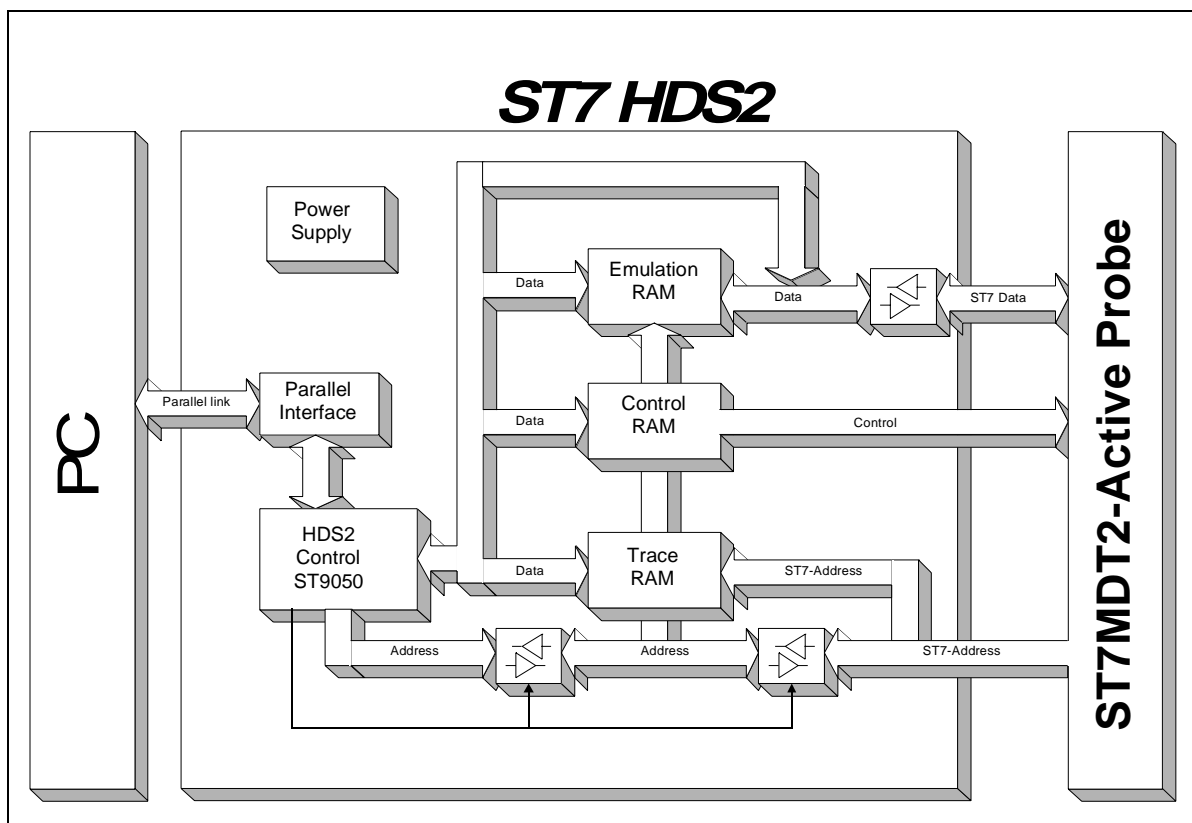 ST7 HDS2
PC
Power
Supply
Emulation
RAM
Data
Data
ST7 Data
Parallel link
Parallel
Interface
Data
Control
RAM
Control
HDS2
Control
ST9050
Data
Trace
RAM
ST7-Address
Address
Address
ST7-Address
ST7MDT2-Active Probe